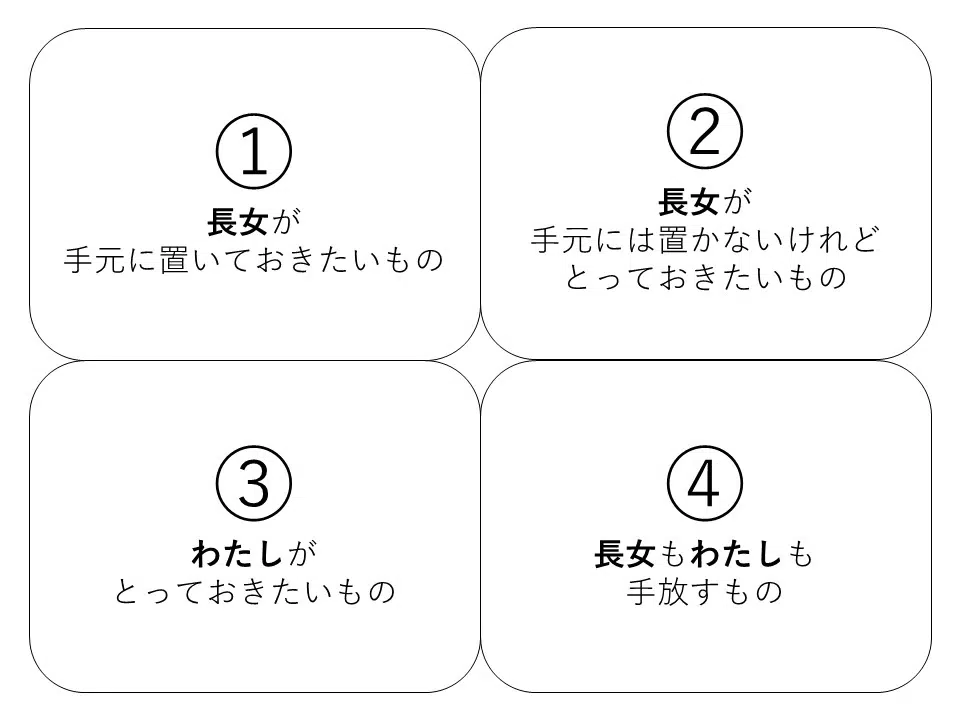 ①
長女が
手元に置いておきたいもの
②
長女が
手元には置かないけれど
とっておきたいもの
③
わたしが
とっておきたいもの
④
長女もわたしも
手放すもの